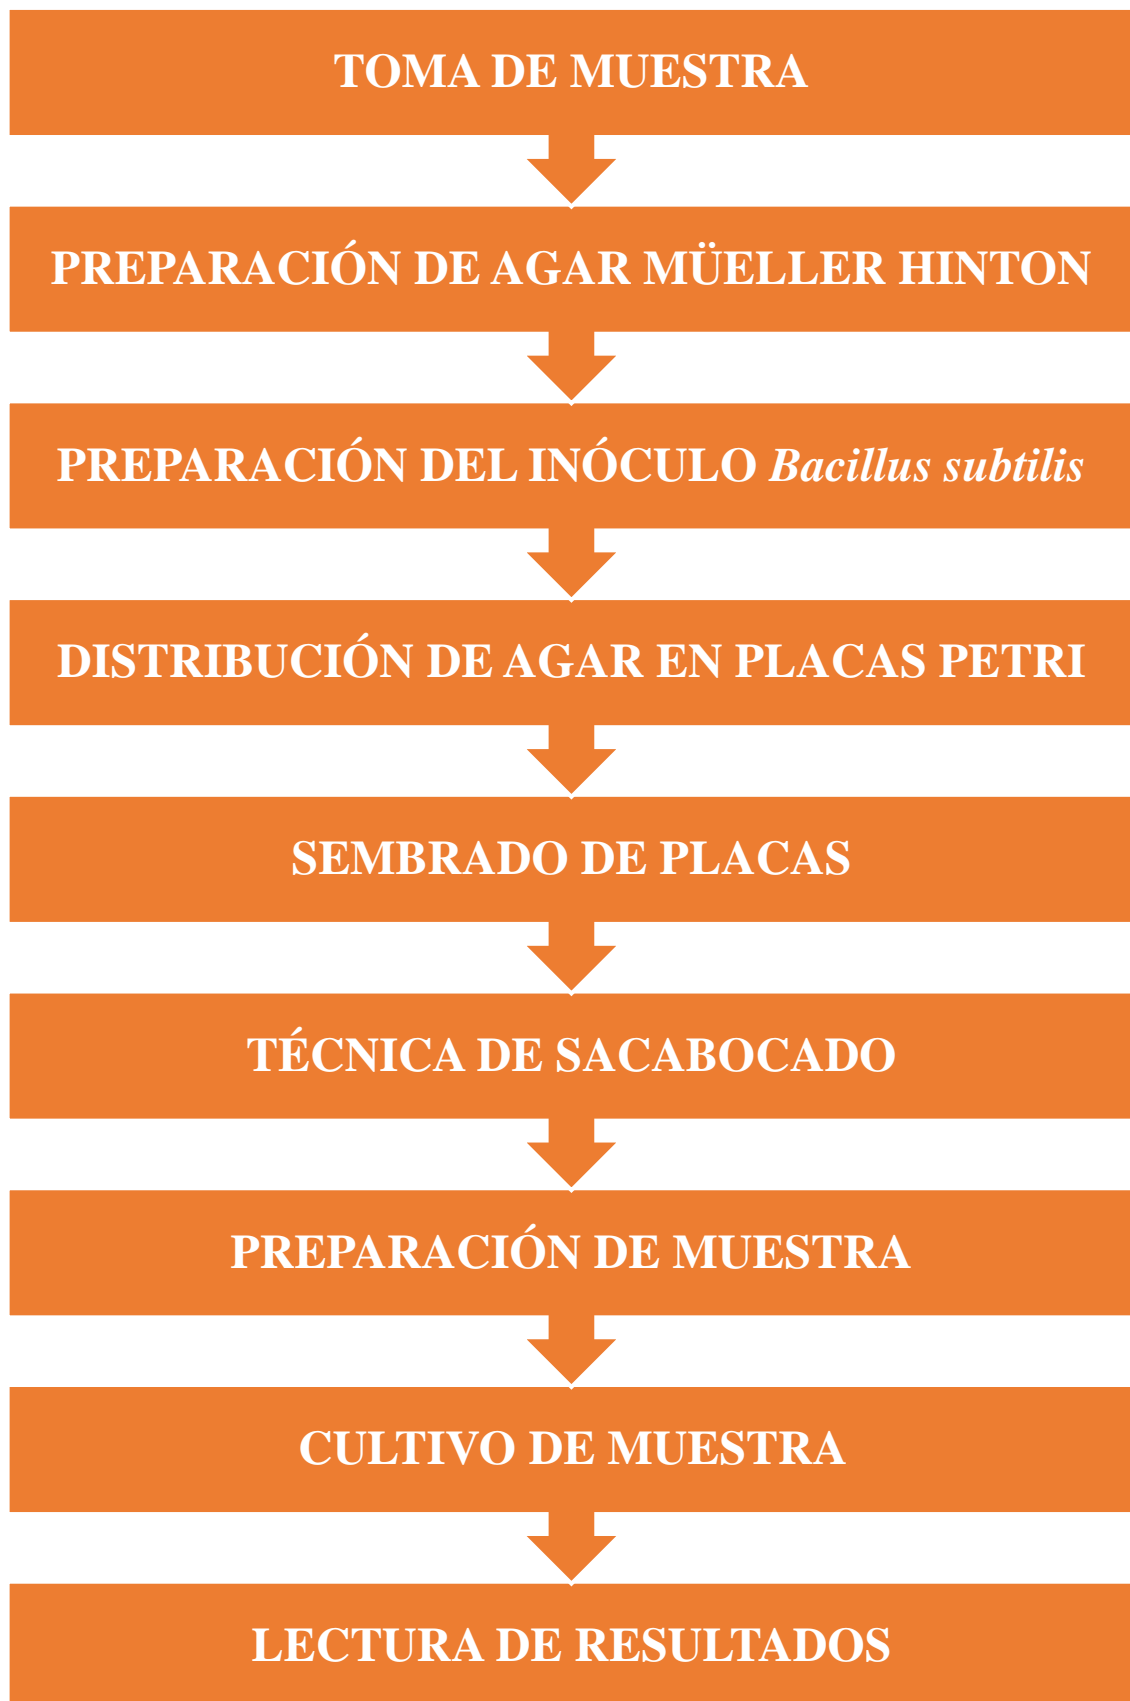 TOMA DE MUESTRA
PREPARACIÓN DE AGAR MÜELLER HINTON
PREPARACIÓN DEL INÓCULO Bacillus subtilis
DISTRIBUCIÓN DE AGAR EN PLACAS PETRI
SEMBRADO DE PLACAS
TÉCNICA DE SACABOCADO
PREPARACIÓN DE MUESTRA
CULTIVO DE MUESTRA
LECTURA DE RESULTADOS